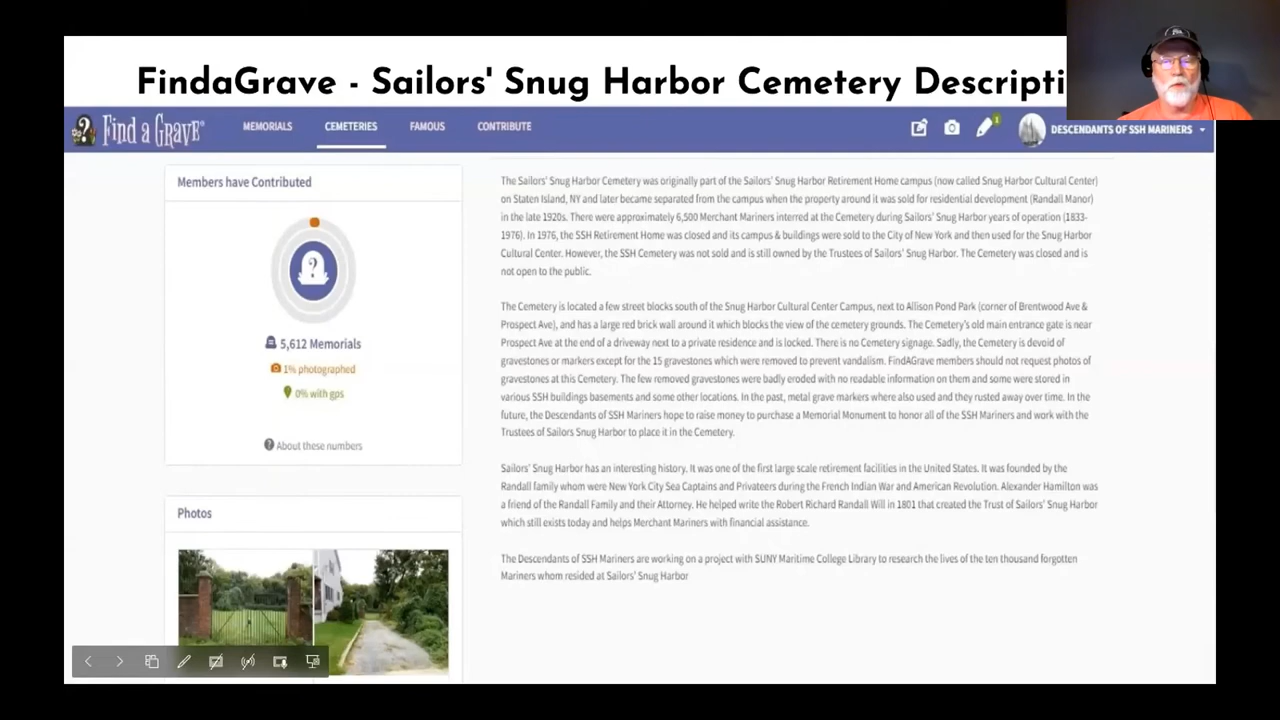 FindaGrave - Sailors' Snug Harbor Cemetery Descripti
Find a Grave®
MEMORIALS
CEMETERIES
FAMOUS
CONTRIBUTE
1
DESCENDANTS OF SSH MARINERS
Members have Contributed
5,612 Memorials
1% photographed
0% with gps
About these numbers
Photos
The Sailors' Snug Harbor Cemetery was originally part of the Sailors' Snug Harbor Retirement Home campus (now called Snug Harbor Cultural Center)
on Staten Island, NY and later became separated from the campus when the property around it was sold for residential development (Randall Manor)
in the late 1920s. There were approximately 6,500 Merchant Mariners interred at the Cemetery during Sailors' Snug Harbor years of operation (1833-
1976). In 1976, the SSH Retirement Home was closed and its campus & buildings were sold to the City of New York and then used for the Snug Harbor
Cultural Center. However, the SSH Cemetery was not sold and is still owned by the Trustees of Sailors' Snug Harbor. The Cemetery was closed and is
not open to the public.
The Cemetery is located a few street blocks south of the Snug Harbor Cultural Center Campus, next to Allison Pond Park (corner of Brentwood Ave &
Prospect Ave), and has a large red brick wall around it which blocks the view of the cemetery grounds. The Cemetery's old main entrance gate is near
Prospect Ave at the end of a driveway next to a private residence and is locked. There is no Cemetery signage. Sadly, the Cemetery is devoid of
gravestones or markers except for the 15 gravestones which were removed to prevent vandalism. FindAGrave members should not request photos of
gravestones at this Cemetery. The few removed gravestones were badly eroded with no readable information on them and some were stored in
various SSH buildings basements and some other locations. In the past, metal grave markers where also used and they rusted away over time. In the
future, the Descendants of SSH Mariners hope to raise money to purchase a Memorial Monument to honor all of the SSH Mariners and work with the
Trustees of Sailors Snug Harbor to place it in the Cemetery.
Sailors' Snug Harbor has an interesting history. It was one of the first large scale retirement facilities in the United States. It was founded by the
Randall family whom were New York City Sea Captains and Privateers during the French Indian War and American Revolution. Alexander Hamilton was
a friend of the Randall Family and their Attorney. He helped write the Robert Richard Randall Will in 1801 that created the Trust of Sailors' Snug Harbor
which still exists today and helps Merchant Mariners with financial assistance.
The Descendants of SSH Mariners are working on a project with SUNY Maritime College Library to research the lives of the ten thousand forgotten
Mariners whom resided at Sailors' Snug Harbor